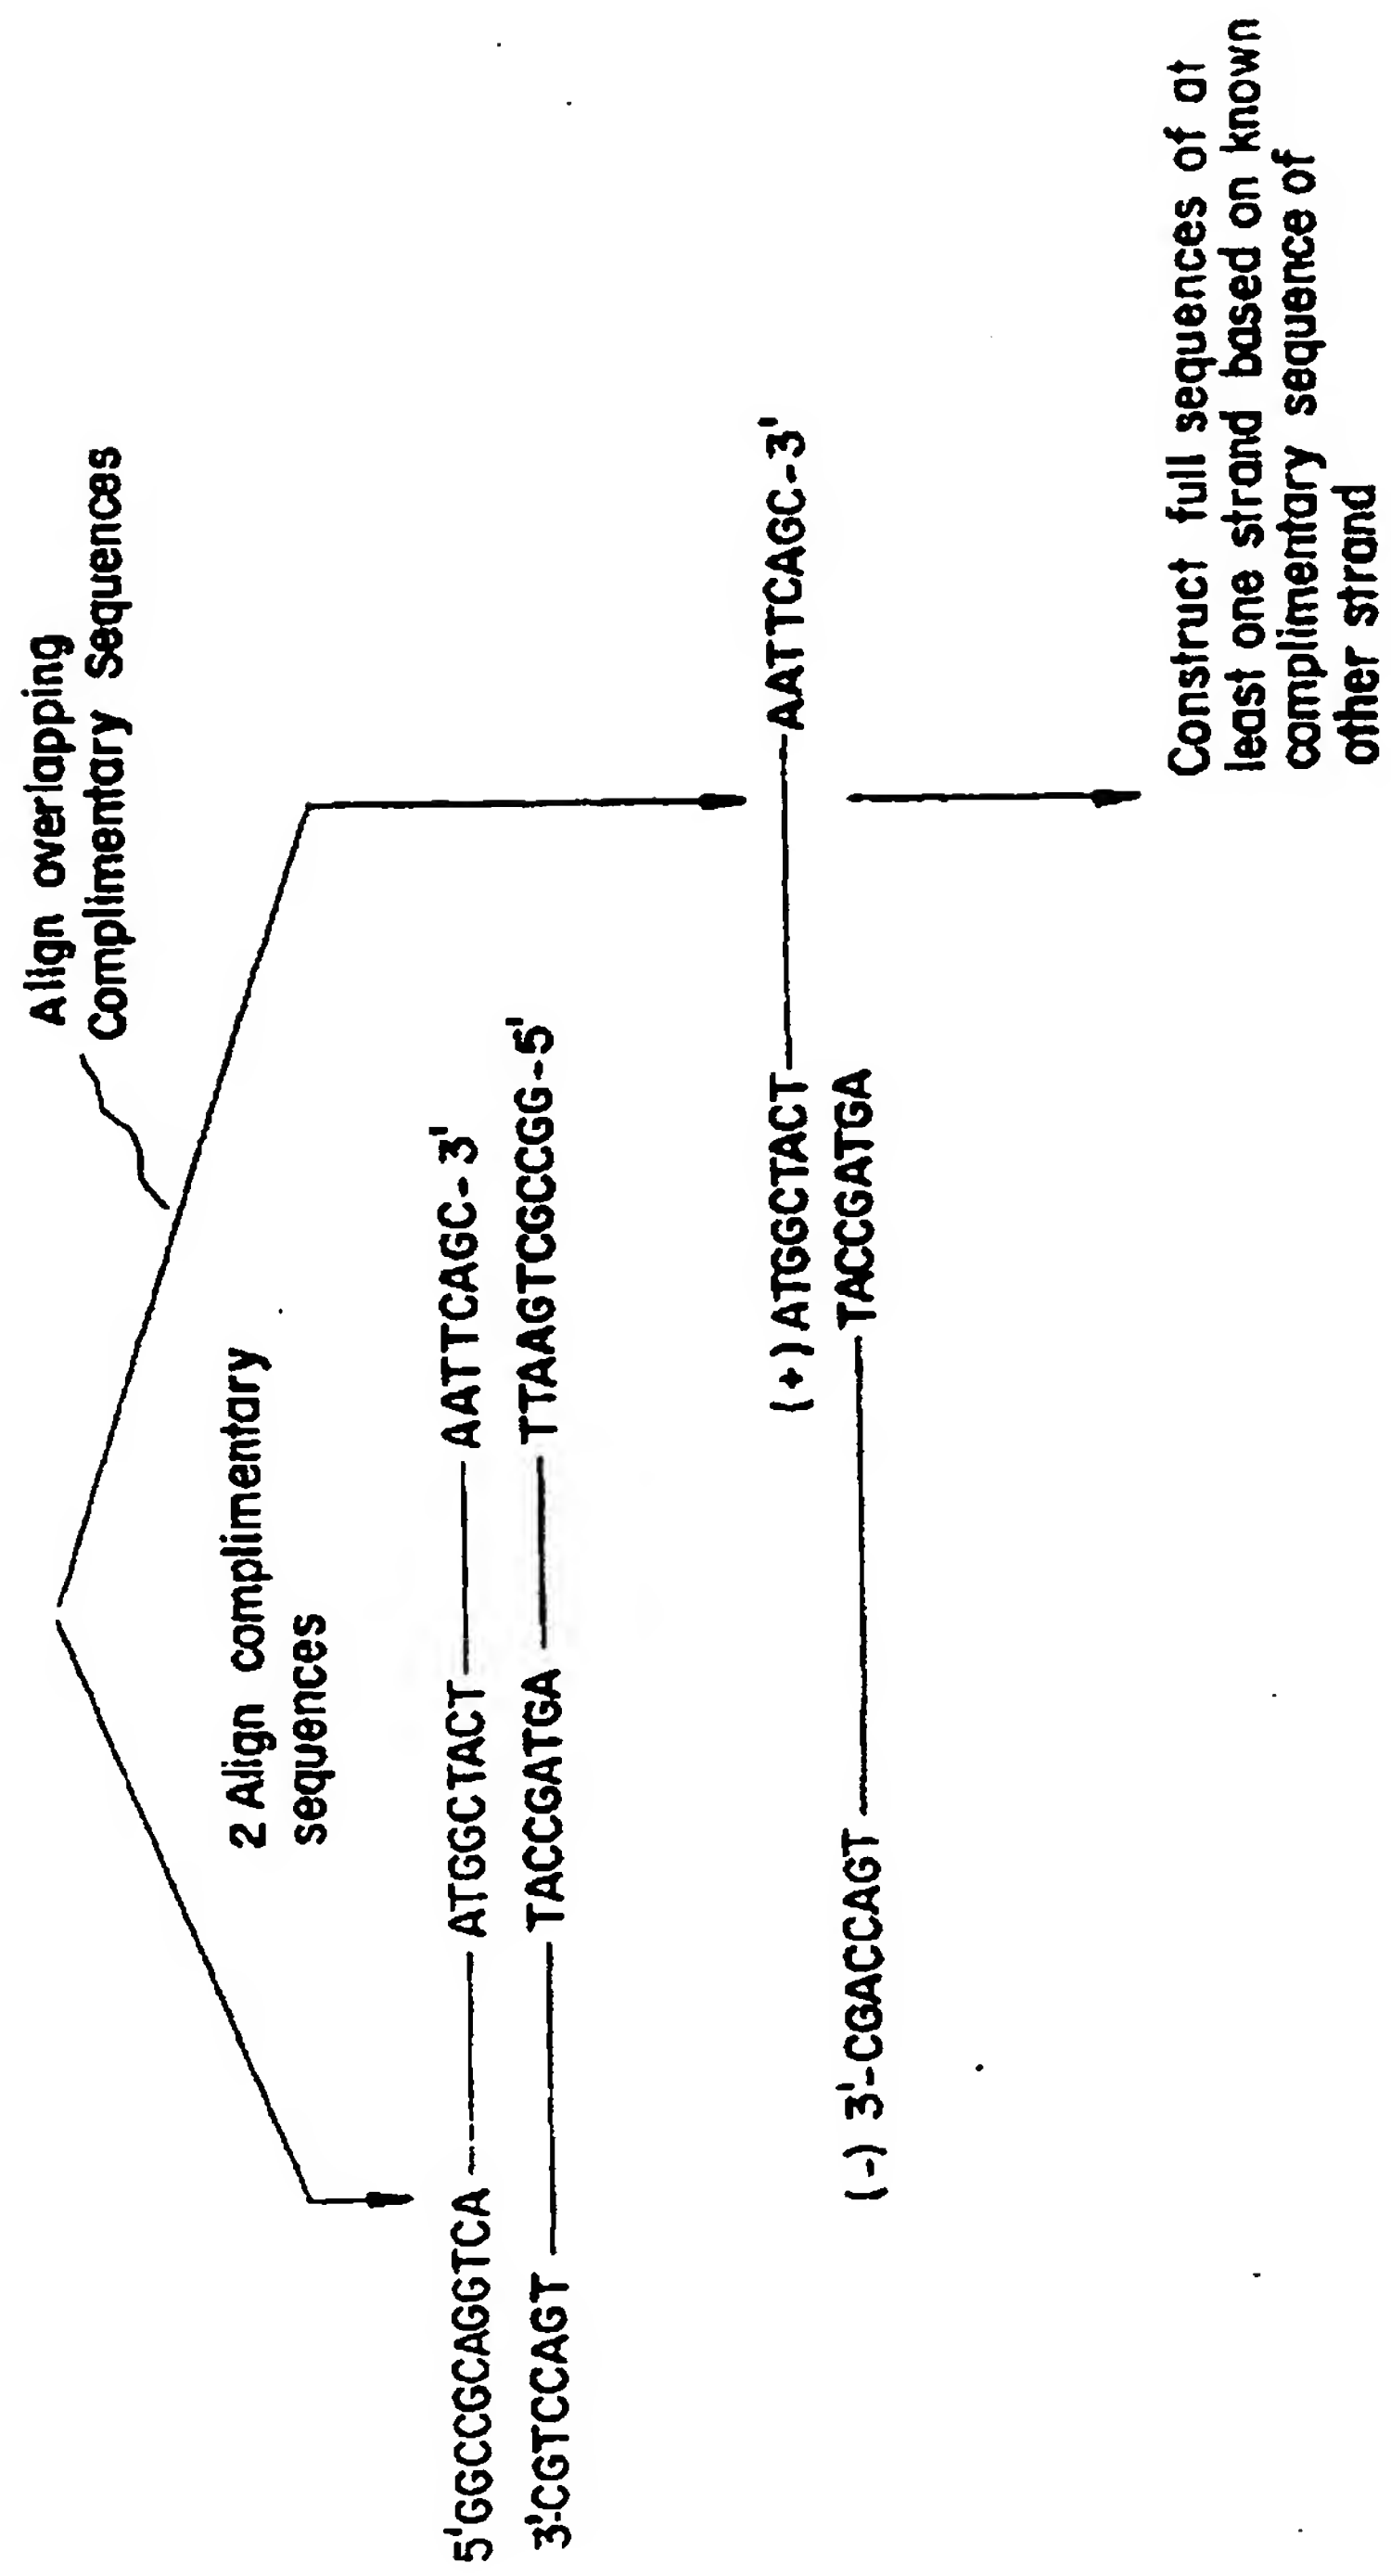 Align overlapping
Complimentary Sequences
2 Align complimentary
sequences
5'GGCCGCAGGTCA --- ATGGCTACT — AATTCAGC-3'
3'-CGTCCAGT — TACCGATGA — TTAAGTCGCCGG-5'
(+) ATGGCTACT — AATTCAGC-3'
(-) 3'-CGACCAGT — TACCGATGA
Construct full sequences of at
least one strand based on known
complimentary sequence of
other strand